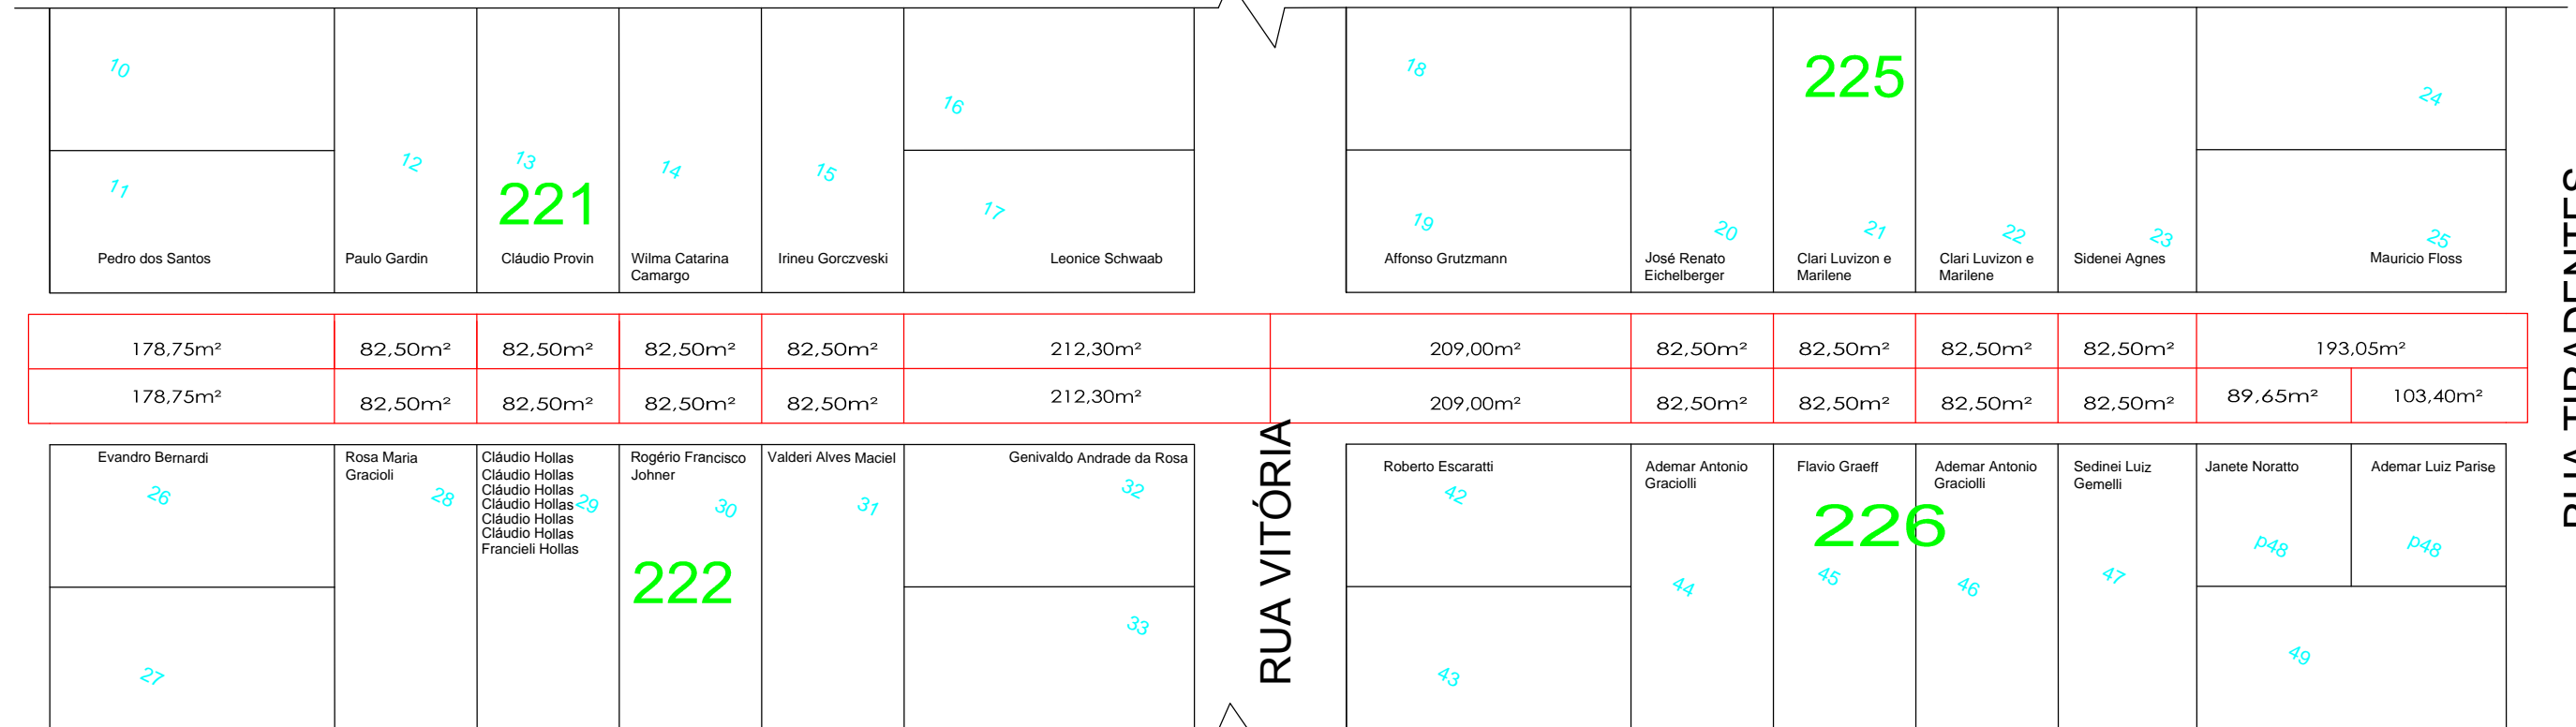 10
18
225
24
16
12
13
14
15
11
221
17
19
20
21
22
23
25
Pedro dos Santos
Paulo Gardin
Cláudio Provin
Wilma Catarina
Camargo
Irineu Gorczveski
Leonice Schwaab
Affonso Grutzmann
José Renato
Eichelberger
Clari Luvizon e
Marilene
Clari Luvizon e
Marilene
Sidenei Agnes
Mauricio Floss
RUA TIRADENTES
178,75m² 82,50m² 82,50m² 82,50m² 82,50m² 212,30m² 209,00m² 82,50m² 82,50m² 82,50m² 82,50m² 193,05m²
178,75m² 82,50m² 82,50m² 82,50m² 82,50m² 212,30m² 209,00m² 82,50m² 82,50m² 82,50m² 82,50m² 89,65m² 103,40m²
RUA VITÓRIA
Evandro Bernardi
26
Rosa Maria
Gracioli
28
Cláudio Hollas
Cláudio Hollas
Cláudio Hollas
Cláudio Hollas
Cláudio Hollas
Cláudio Hollas
Francieli Hollas
29
Rogério Francisco
Johner
30
Valderi Alves Maciel
31
Genivaldo Andrade da Rosa
32
Roberto Escaratti
42
Ademar Antonio
Graciolli
Flavio Graeff
Ademar Antonio
Graciolli
Sedinei Luiz
Gemelli
Janete Noratto
Ademar Luiz Parise
226
p48
p48
222
44
45
46
47
33
27
43
49